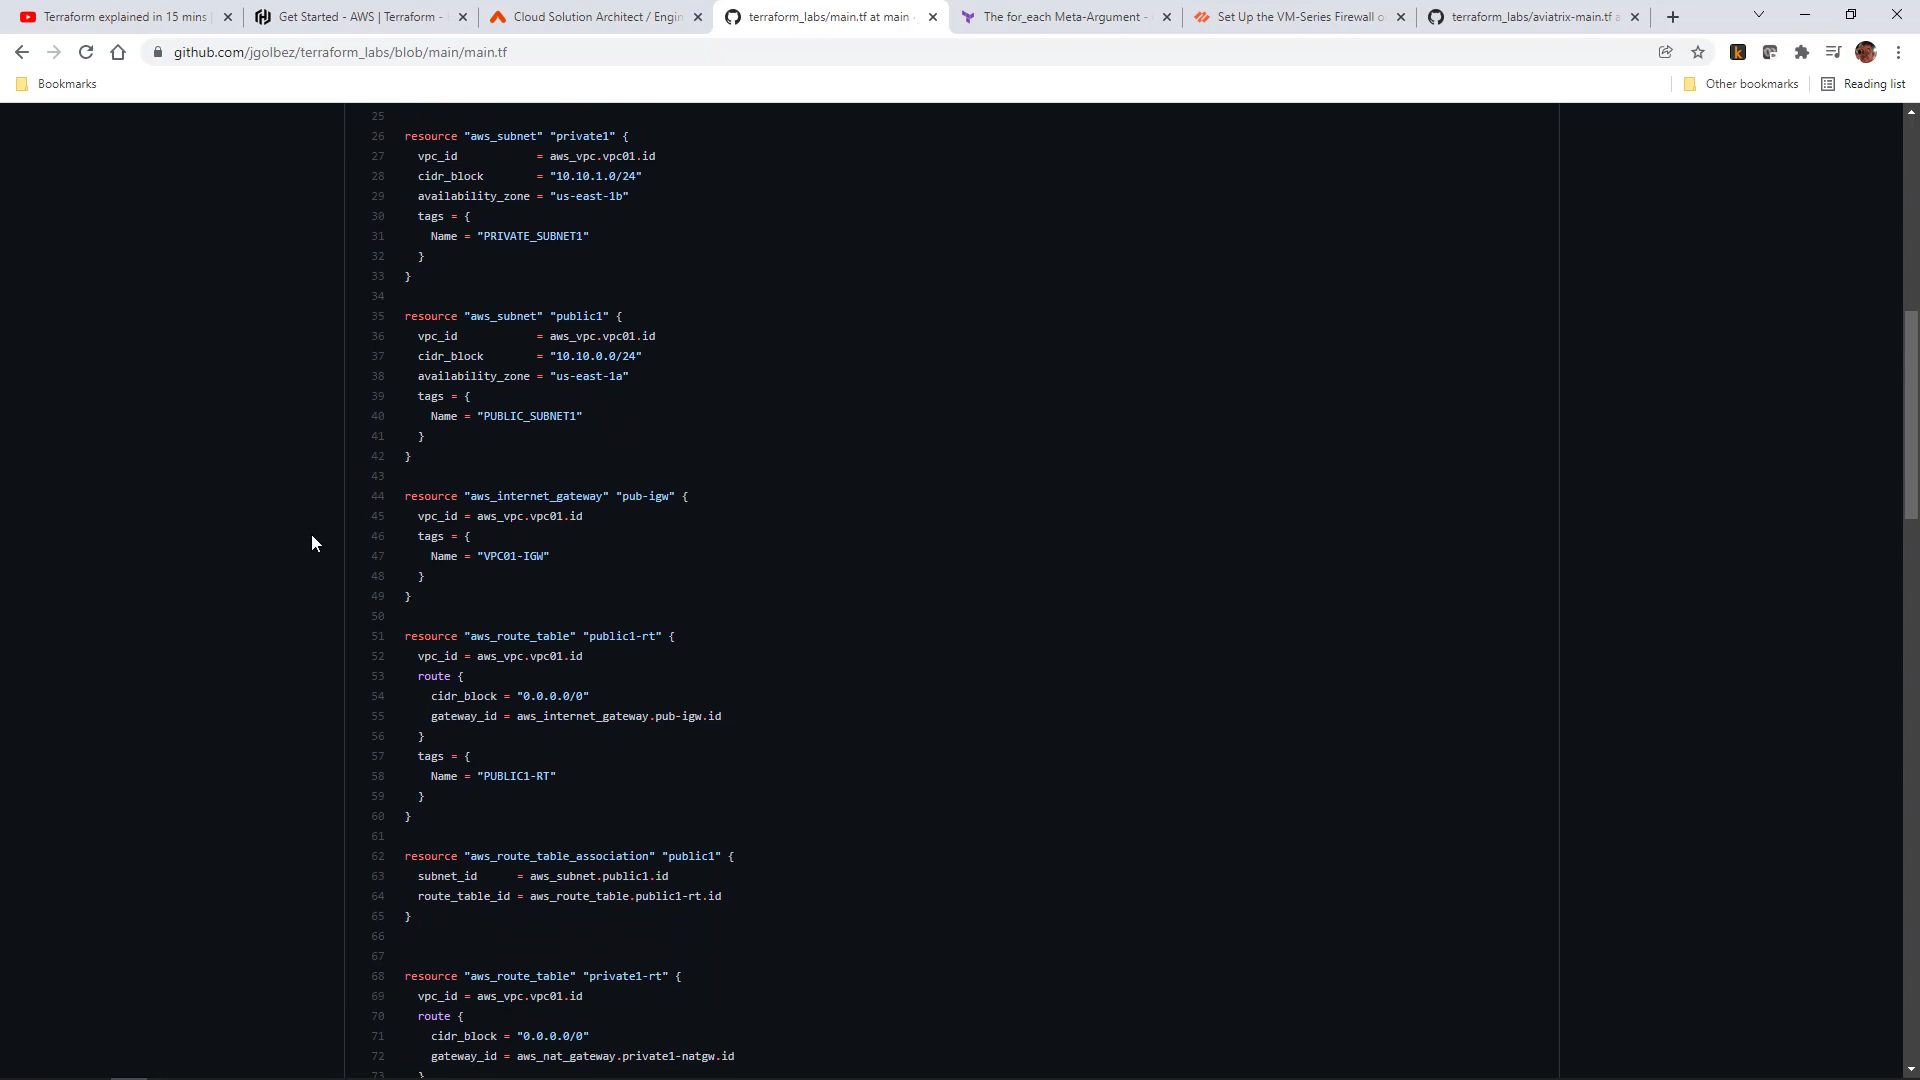 Terraform explained in 15 mins
Get Started - AWS | Terraform -
Cloud Solution Architect / Engin
terraform_labs/main.tf at main ·
The for_each Meta-Argument -
Set Up the VM-Series Firewall o
terraform_labs/aviatrix-main.tf a
github.com/jgolbez/terraform_labs/blob/main/main.tf
Bookmarks
Other bookmarks
Reading list
25
26 resource "aws_subnet" "private1" {
27 vpc_id = aws_vpc.vpc01.id
28 cidr_block = "10.10.1.0/24"
29 availability_zone = "us-east-1b"
30 tags = {
31 Name = "PRIVATE_SUBNET1"
32 }
33 }
34
35 resource "aws_subnet" "public1" {
36 vpc_id = aws_vpc.vpc01.id
37 cidr_block = "10.10.0.0/24"
38 availability_zone = "us-east-1a"
39 tags = {
40 Name = "PUBLIC_SUBNET1"
41 }
42 }
43
44 resource "aws_internet_gateway" "pub-igw" {
45 vpc_id = aws_vpc.vpc01.id
46 tags = {
47 Name = "VPC01-IGW"
48 }
49 }
50
51 resource "aws_route_table" "public1-rt" {
52 vpc_id = aws_vpc.vpc01.id
53 route {
54 cidr_block = "0.0.0.0/0"
55 gateway_id = aws_internet_gateway.pub-igw.id
56 }
57 tags = {
58 Name = "PUBLIC1-RT"
59 }
60 }
61
62 resource "aws_route_table_association" "public1" {
63 subnet_id = aws_subnet.public1.id
64 route_table_id = aws_route_table.public1-rt.id
65 }
66
67
68 resource "aws_route_table" "private1-rt" {
69 vpc_id = aws_vpc.vpc01.id
70 route {
71 cidr_block = "0.0.0.0/0"
72 gateway_id = aws_nat_gateway.private1-natgw.id
73 }